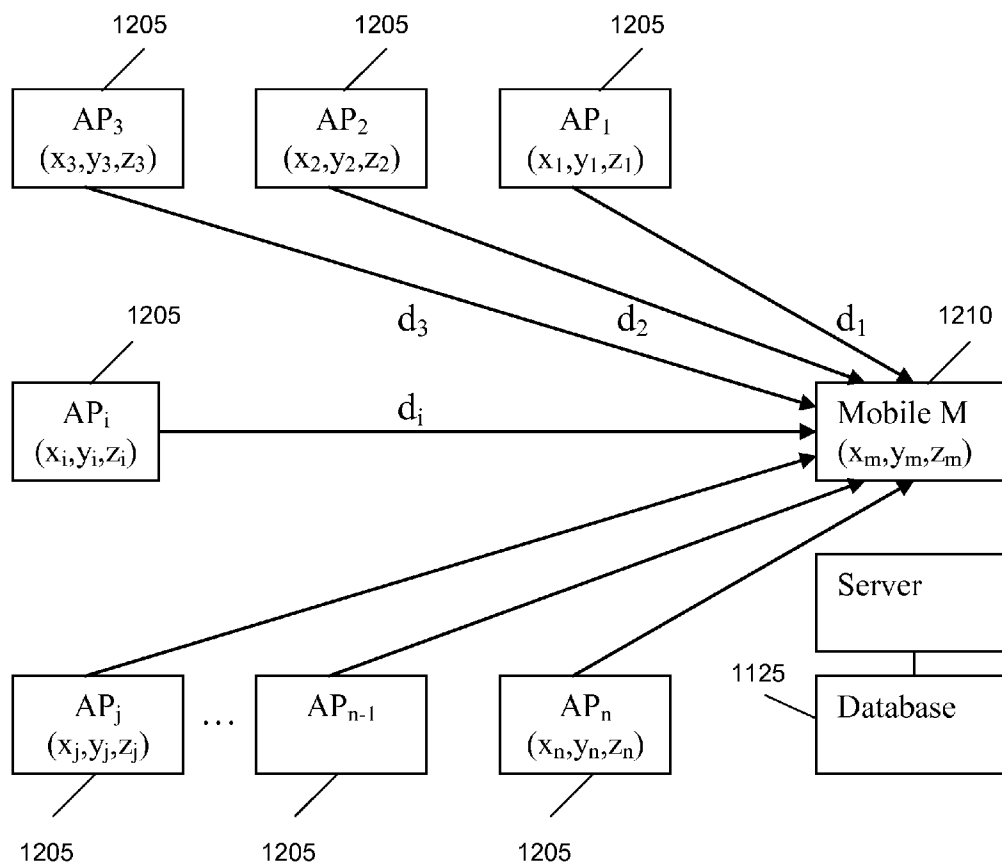 1205 1205 1205
AP₃ AP₂ AP₁
(x₃,y₃,z₃) (x₂,y₂,z₂) (x₁,y₁,z₁)
1205 d₃ d₂ d₁ 1210
APᵢ dᵢ Mobile M
(xᵢ,yᵢ,zᵢ) (xₘ,yₘ,zₘ)
Server
1125
APⱼ ... APₙ₋₁ APₙ Database
(xⱼ,yⱼ,zⱼ) (xₙ,yₙ,zₙ)
1205 1205 1205